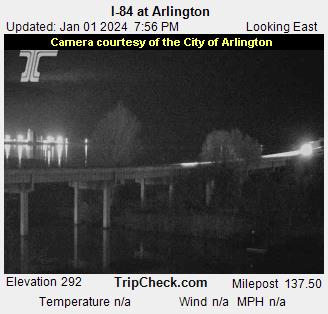 I-84 at Arlington
Updated: Jan 01 2024 7:56 PM Looking East
Camera courtesy of the City of Arlington
Elevation 292 TripCheck.com Milepost 137.50
Temperature n/a Wind n/a MPH n/a